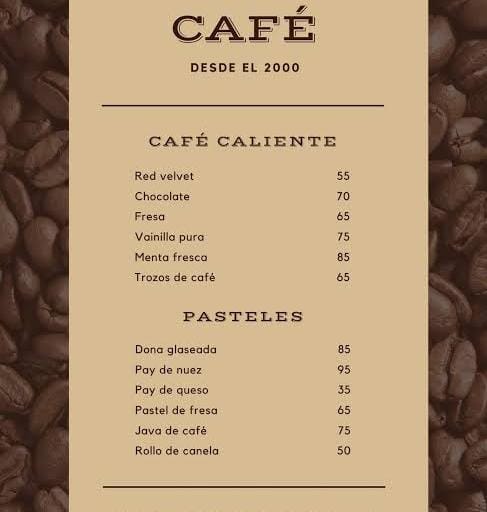 CAFÉ
DESDE EL 2000
CAFÉ CALIENTE
Red velvet 55
Chocolate 70
Fresa 65
Vainilla pura 75
Menta fresca 85
Trozos de café 65
PASTELES
Dona glaseada 85
Pay de nuez 95
Pay de queso 35
Pastel de fresa 65
Java de café 75
Rollo de canela 50